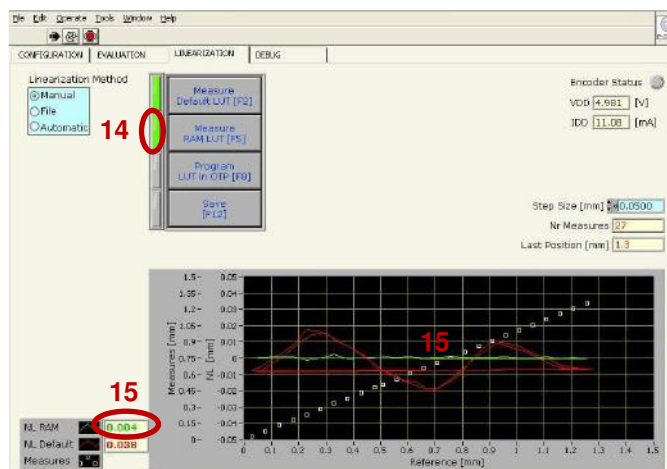 File Edit Operate Tools Window Help
CONFIGURATION EVALUATION LINEARIZATION DEBUG
Linearization Method
Manual
File
Automatic
14
Measure
Default LUT [F2]
Measure
RAM LUT [F5]
Program
LUT in OTP [F8]
Save
[F12]
Encoder Status
VDD 4.981 [V]
IDD 11.08 [mA]
Step Size [mm] 0.0500
Nr Measures 27
Last Position [mm] 1.3
Measures [mm]
1.5-
1.35-
1.2-
1.05-
0.9-
0.75-
0.6-
0.45-
0.3-
0.15-
0-
NL [mm]
0.05
0.04
0.03
0.02
0.01
0
-0.01
-0.02
-0.03
-0.04
-0.05
15
0 0.1 0.2 0.3 0.4 0.5 0.6 0.7 0.8 0.9 1.0 1.1 1.2 1.3 1.4 1.5
Reference [mm]
15
NL RAM 0.004
NL Default 0.038
Measures